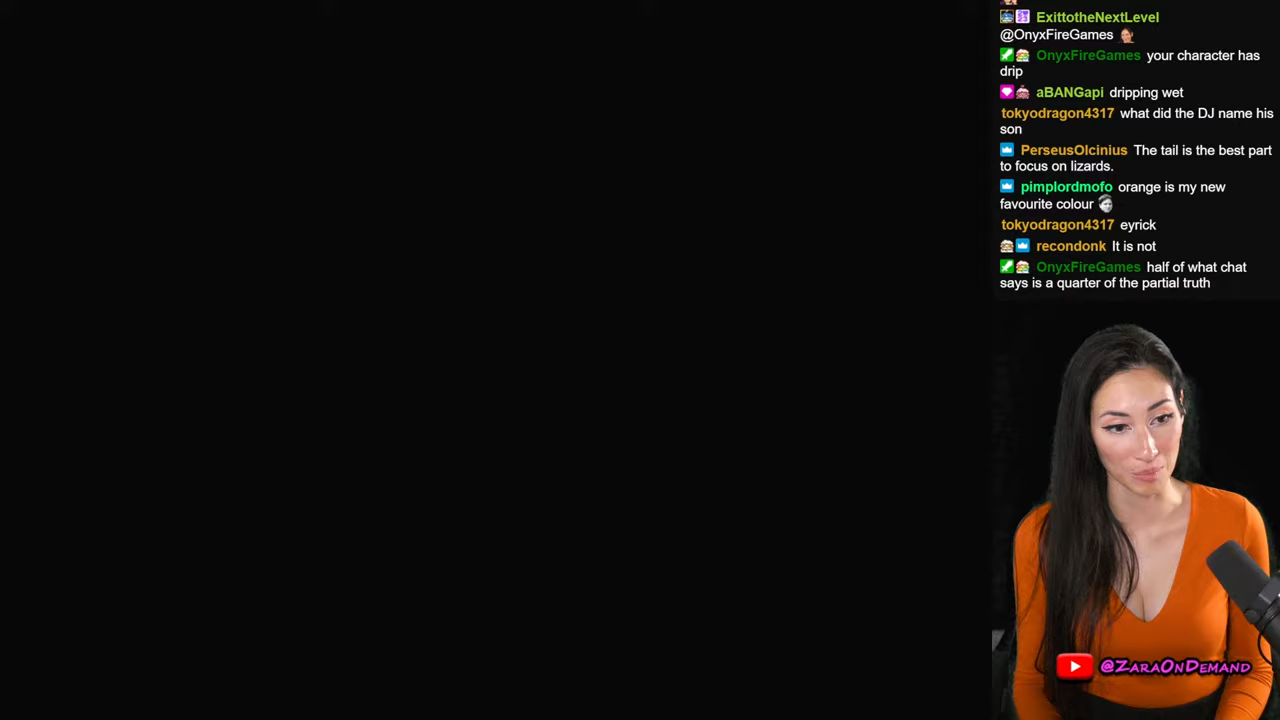 ExittotheNextLevel
@OnyxFireGames
OnyxFireGames your character has
drip
aBANGapi dripping wet
tokyodragon4317 what did the DJ name his
son
PerseusOlcinius The tail is the best part
to focus on lizards.
pimplordmofo orange is my new
favourite colour
tokyodragon4317 eyrick
recondonk It is not
OnyxFireGames half of what chat
says is a quarter of the partial truth
@ZaraOnDemand